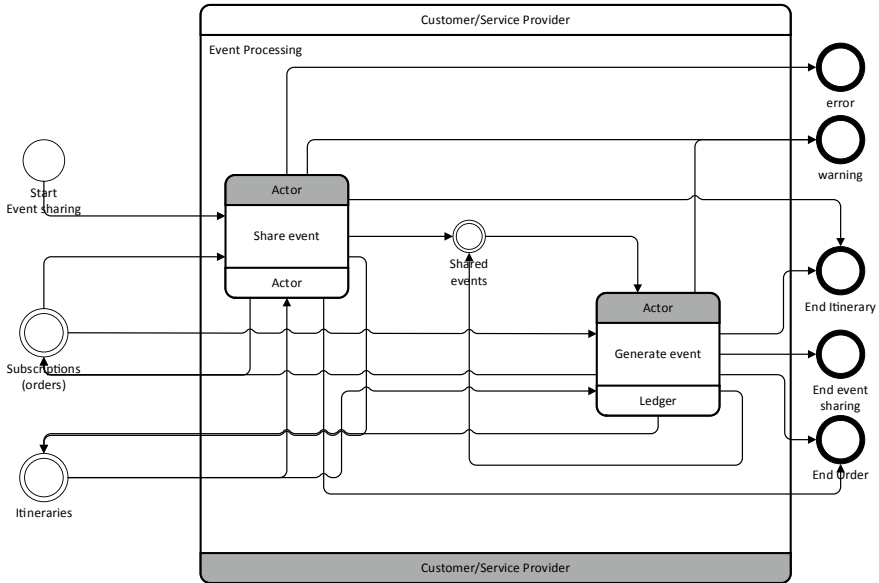 Customer/Service Provider
Event Processing
error
warning
Start
Event sharing
Actor
Share event
Actor
Shared
events
Actor
Generate event
Ledger
End Itinerary
Subscriptions
(orders)
End event
sharing
End Order
Itineraries
Customer/Service Provider